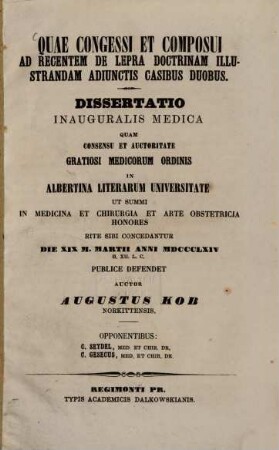 QUAE CONGESSI ET COMPOSUI
AD RECENTEM DE LEPRA DOCTRINAM ILLU-
STRANDAM ADIUNCTIS CASIBUS DUOBUS.
DISSERTATIO
INAUGURALIS MEDICA
QUAM
CONSENSU ET AUCTORITATE
GRATIOSI MEDICORUM ORDINIS
IN
ALBERTINA LITERARUM UNIVERSITATE
UT SUMMI
IN MEDICINA ET CHIRURGIA ET ARTE OBSTETRICIA
HONORES
RITE SIBI CONCEDANTUR
DIE XIX M. MARTII ANNI MDCCCLXIV
H. XII. L. C.
PUBLICE DEFENDET
AUCTOR
AUGUSTUS KOB
NORKITTENSIS.
OPPONENTIBUS:
C. SEYDEL, MED. ET CHIR. DR.
C. GESECUS, MED. ET CHIR. DR.
REGIMONTI PR.
TYPIS ACADEMICIS DALKOWSKIANIS.